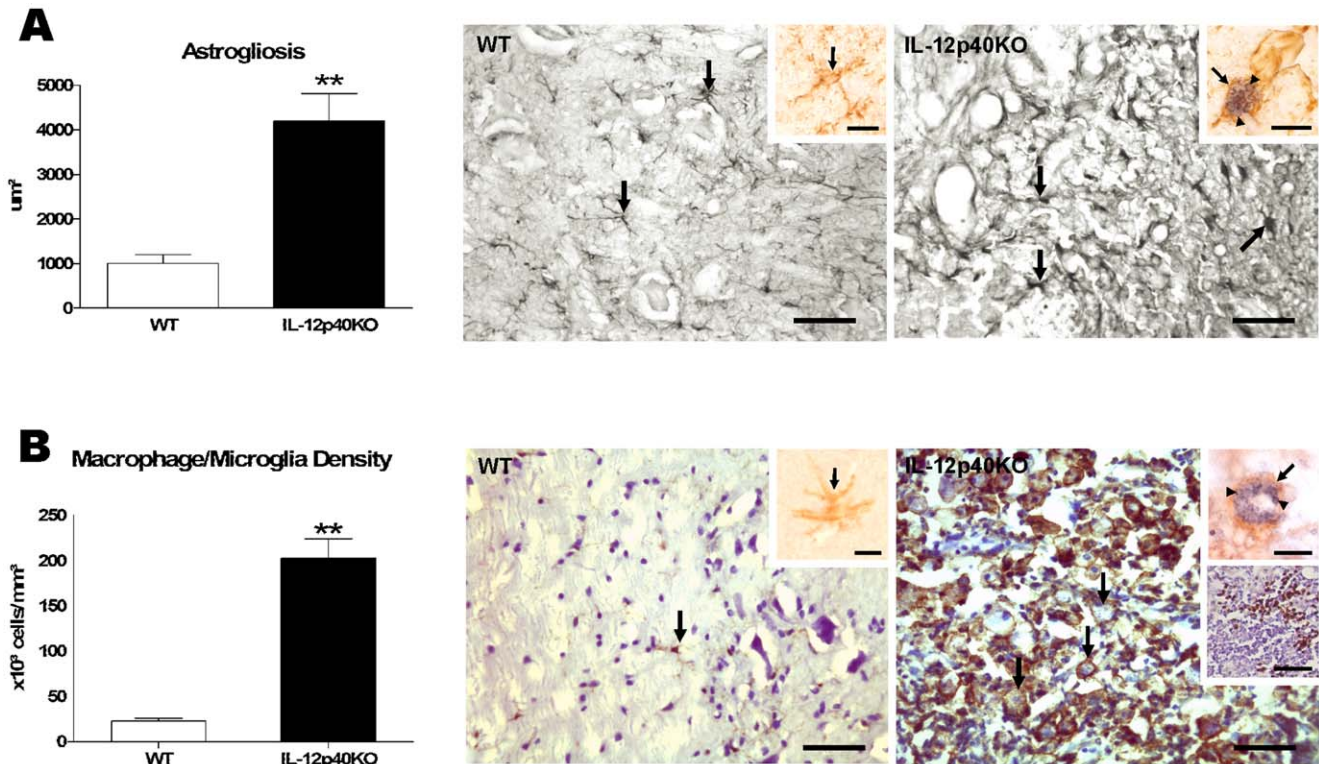 A
Astrogliosis
**
5000
4000
3000
2000
1000
0
um²
WT
IL-12p40KO
WT
IL-12p40KO
B
Macrophage/Microglia Density
**
250
200
150
100
50
0
x10³ cells/mm³
WT
IL-12p40KO
WT
IL-12p40KO